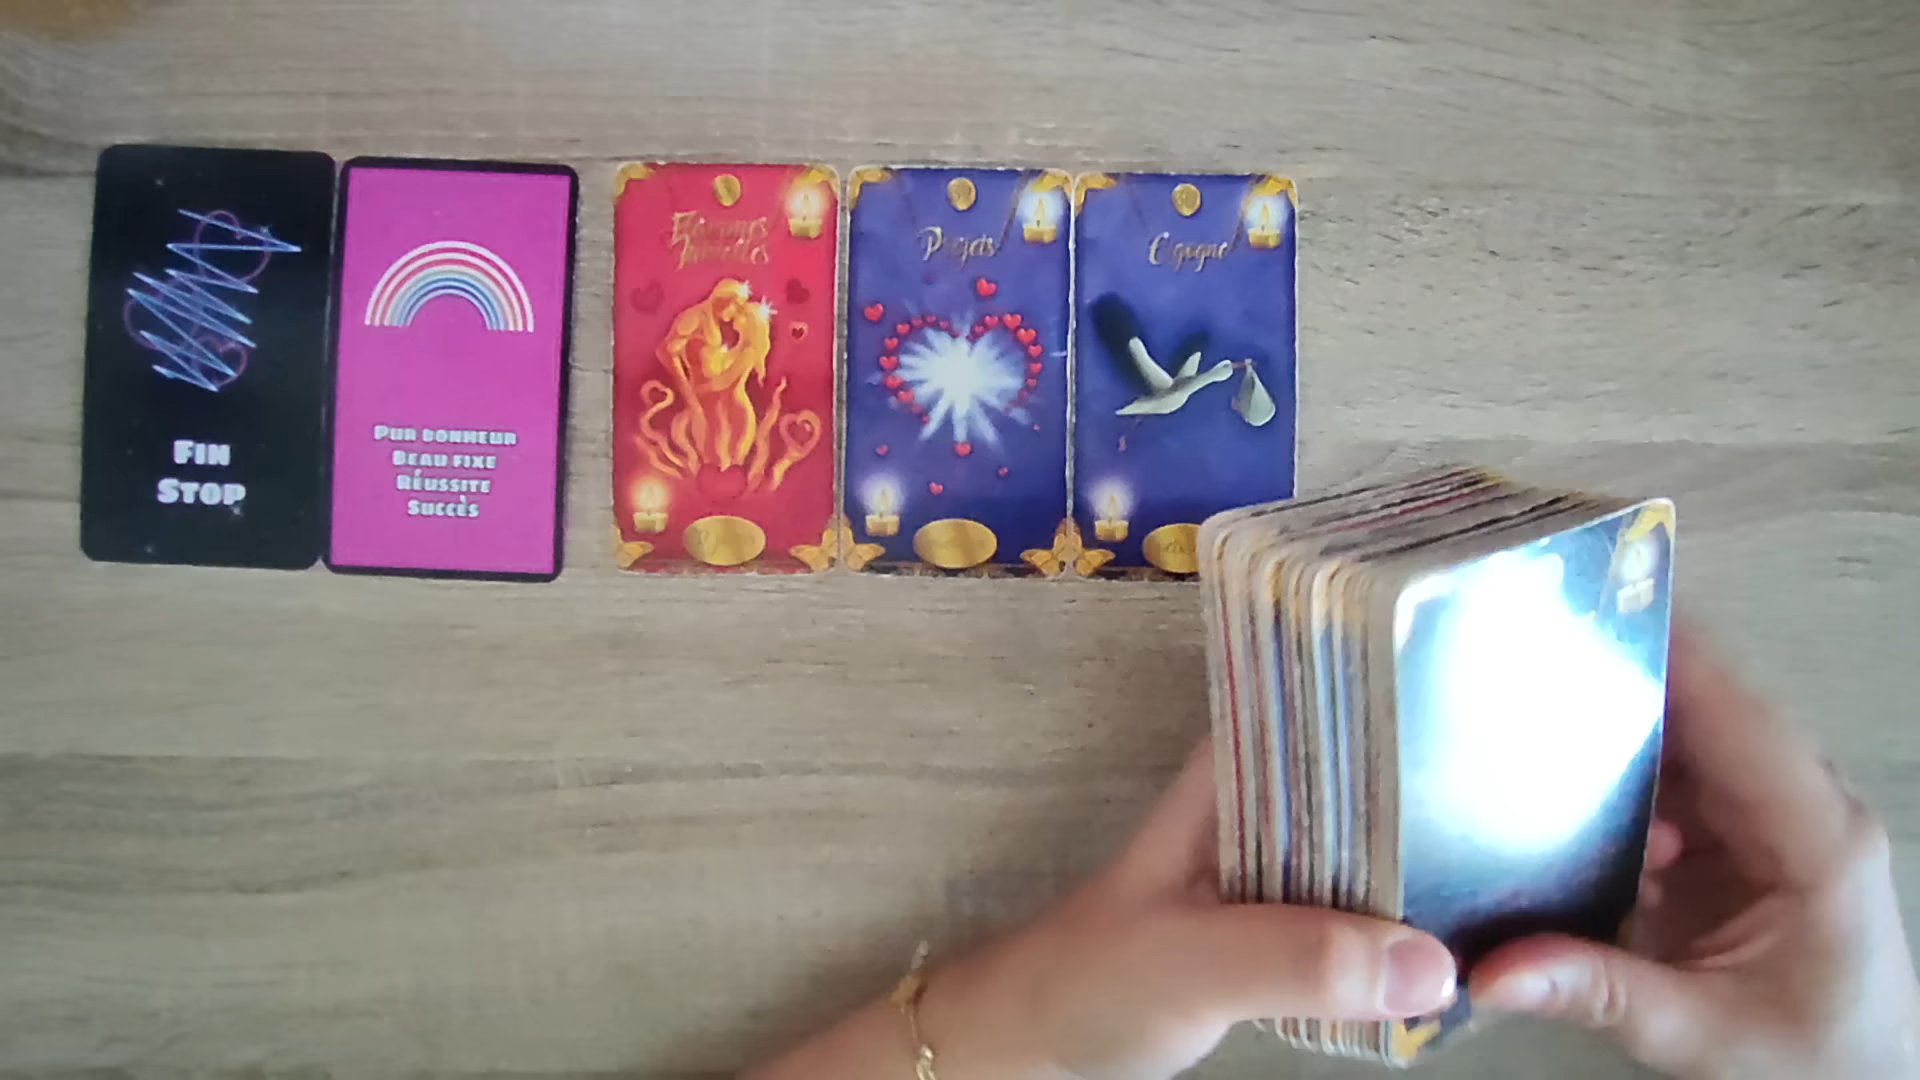 Fin
Stop
Pur bonheur
Beau fixe
Réussite
Succès
Flammes
Jumelles
Projets
Cigogne